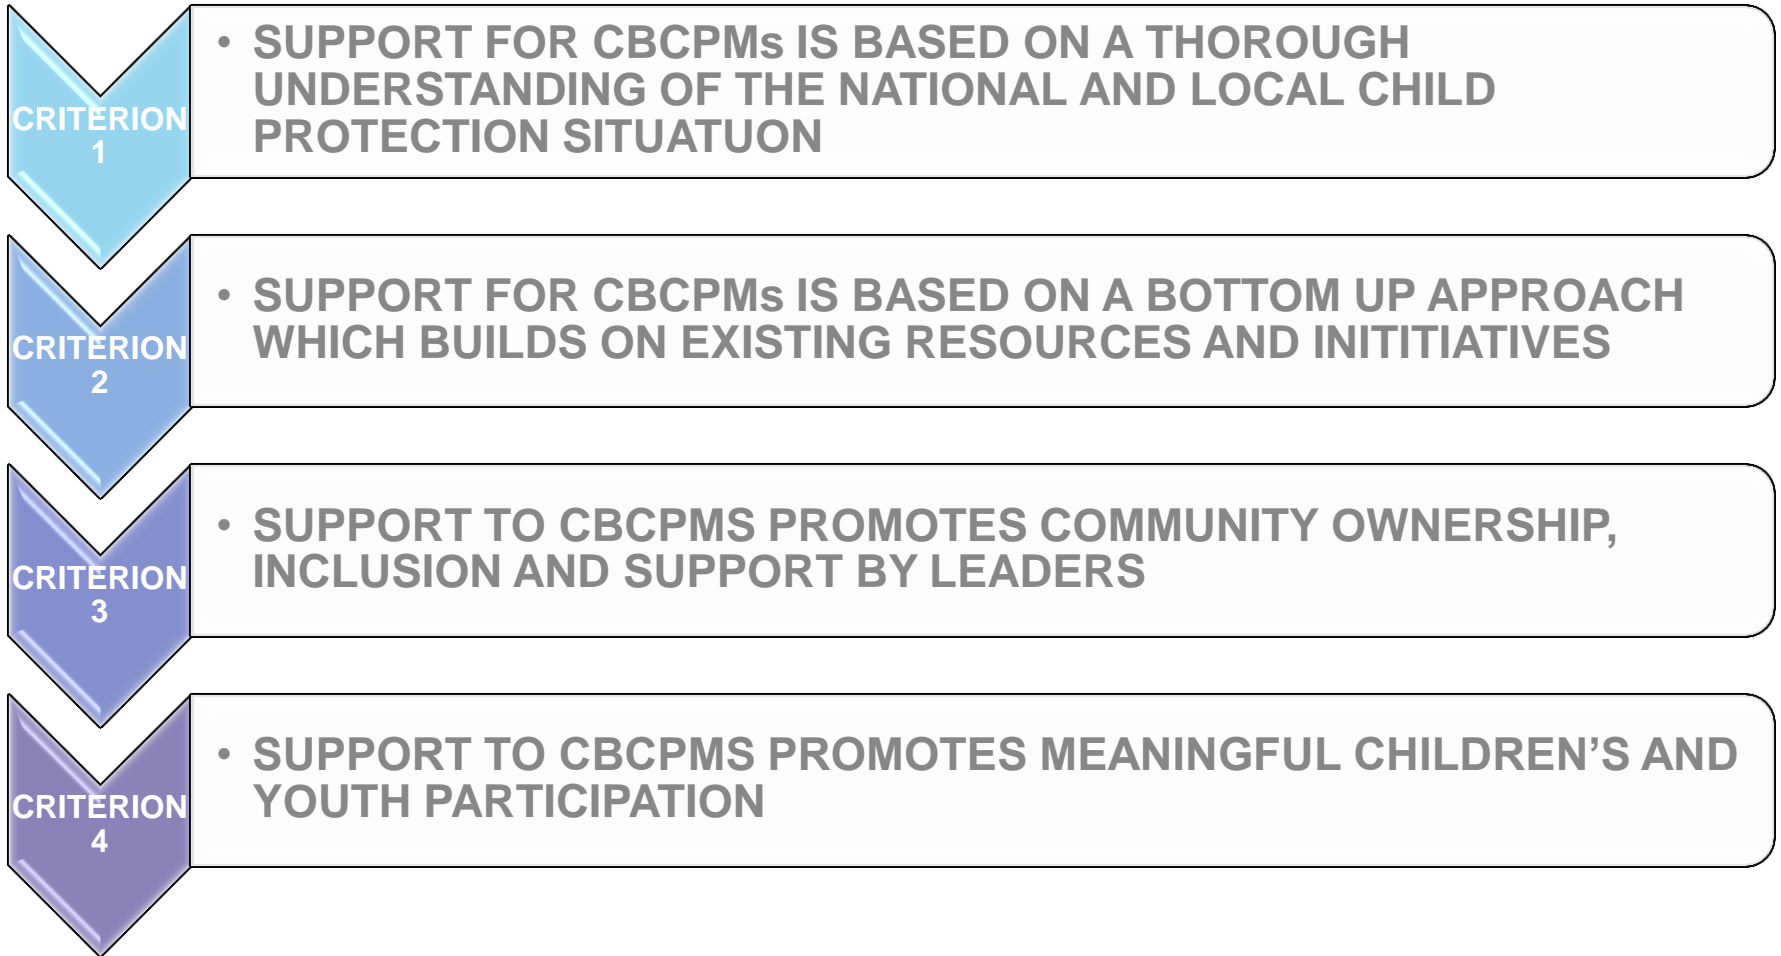 CRITERION
1
• SUPPORT FOR CBCPMs IS BASED ON A THOROUGH
UNDERSTANDING OF THE NATIONAL AND LOCAL CHILD
PROTECTION SITUATUON
CRITERION
2
• SUPPORT FOR CBCPMs IS BASED ON A BOTTOM UP APPROACH
WHICH BUILDS ON EXISTING RESOURCES AND INITITIATIVES
CRITERION
3
• SUPPORT TO CBCPMS PROMOTES COMMUNITY OWNERSHIP,
INCLUSION AND SUPPORT BY LEADERS
CRITERION
4
• SUPPORT TO CBCPMS PROMOTES MEANINGFUL CHILDREN’S AND
YOUTH PARTICIPATION